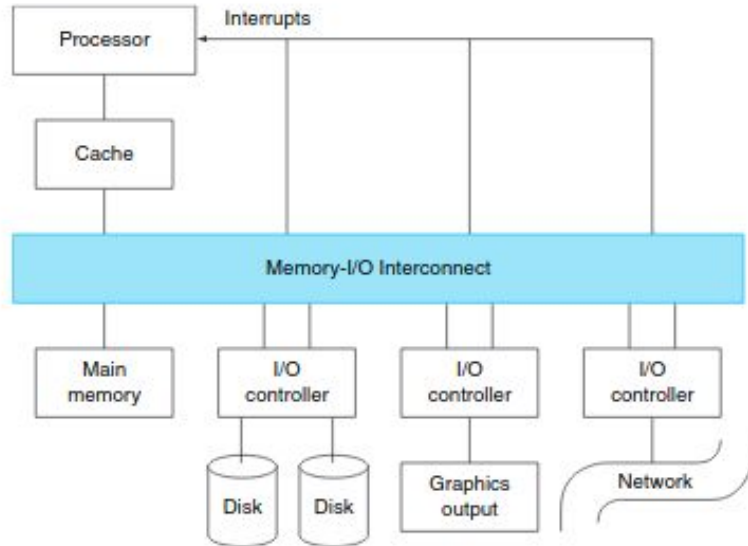 Interrupts
Processor
Cache
Memory-I/O Interconnect
Main
memory
I/O
controller
I/O
controller
I/O
controller
Disk
Disk
Graphics
output
Network